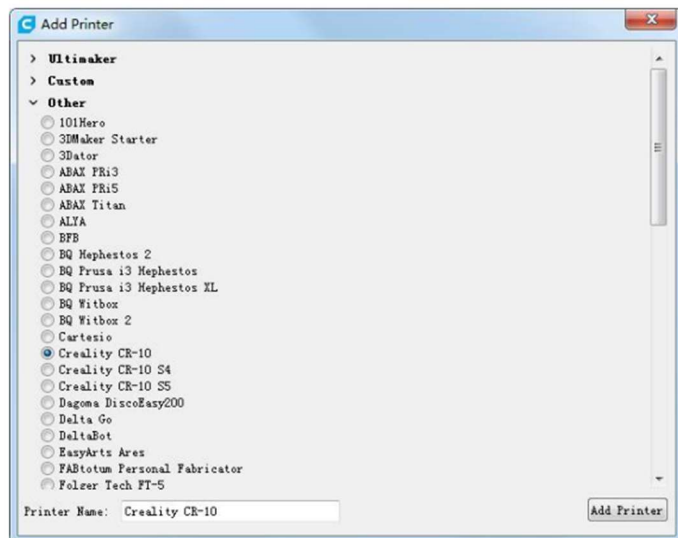 Add Printer
Ultimaker
Custom
Other
101Hero
3DMaker Starter
3Dator
ABAX PRi3
ABAX PRi5
ABAX Titan
ALYA
BFB
BQ Hephestos 2
BQ Prusa i3 Hephestos
BQ Prusa i3 Hephestos XL
BQ Witbox
BQ Witbox 2
Cartesio
Creality CR-10
Creality CR-10 S4
Creality CR-10 S5
Dagoma DiscoEasy200
Delta Go
DeltaBot
EasyArts Ares
FABtotum Personal Fabricator
Folger Tech FT-5
Printer Name: Creality CR-10 Add Printer